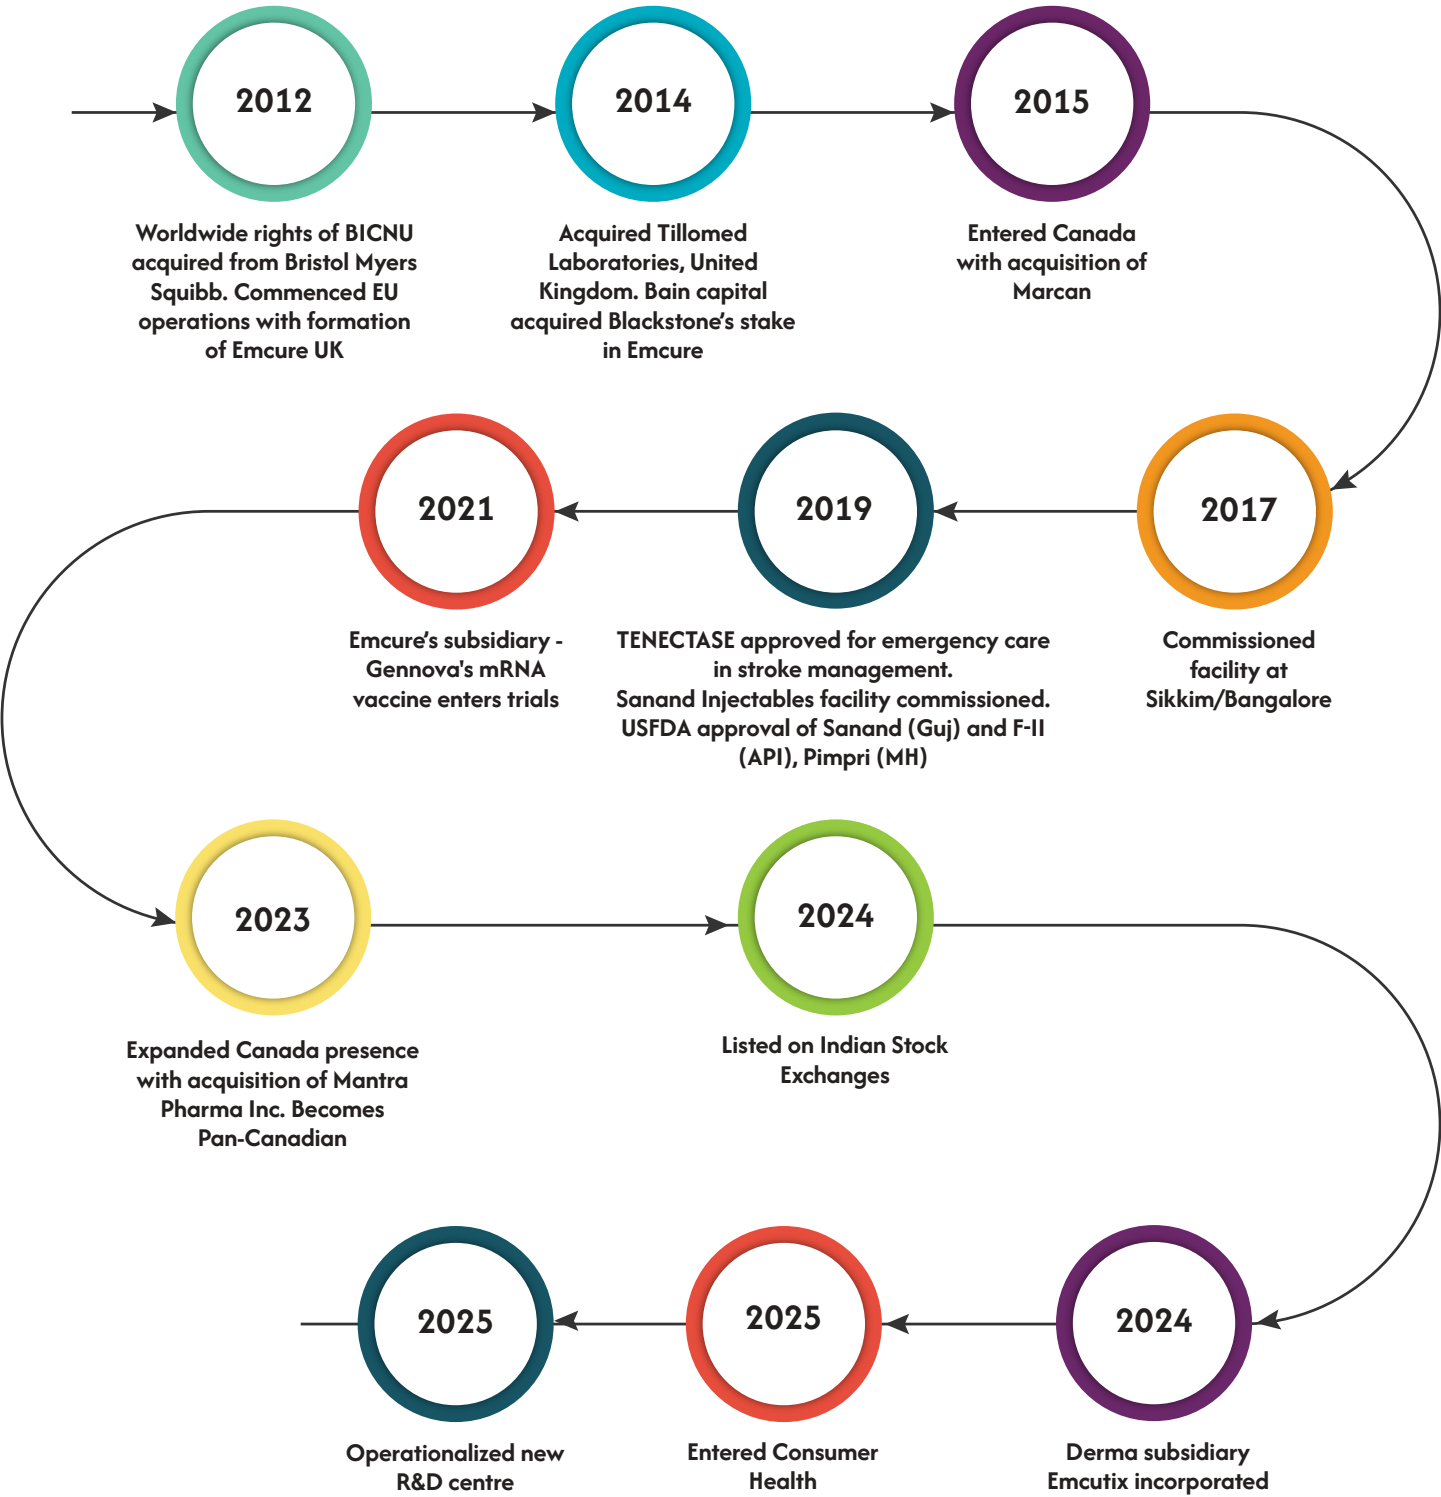 2012
Worldwide rights of BICNU
acquired from Bristol Myers
Squibb. Commenced EU
operations with formation
of Emcure UK
2014
Acquired Tillomed
Laboratories, United
Kingdom. Bain capital
acquired Blackstone’s stake
in Emcure
2015
Entered Canada
with acquisition of
Marcan
2017
Commissioned
facility at
Sikkim/Bangalore
2019
TENECTASE approved for emergency care
in stroke management.
Sanand Injectables facility commissioned.
USFDA approval of Sanand (Guj) and F-II
(API), Pimpri (MH)
2021
Emcure’s subsidiary -
Gennova's mRNA
vaccine enters trials
2023
Expanded Canada presence
with acquisition of Mantra
Pharma Inc. Becomes
Pan-Canadian
2024
Listed on Indian Stock
Exchanges
2024
Derma subsidiary
Emcutix incorporated
2025
Entered Consumer
Health
2025
Operationalized new
R&D centre